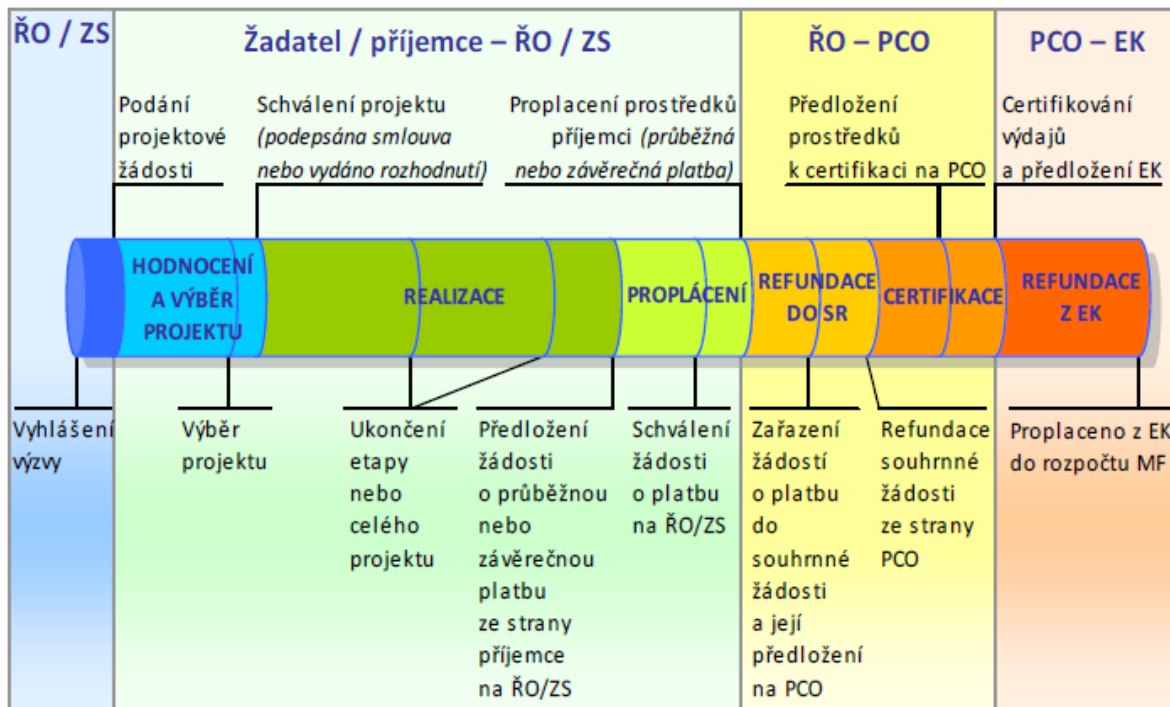 ŘO / ZS
Žadatel / příjemce – ŘO / ZS
ŘO – PCO
PCO – EK
Podání
projektové
žádosti
Schválení projektu
(podepsána smlouva
nebo vydáno rozhodnutí)
Proplacení prostředků
příjemci (průběžná
nebo závěrečná platba)
Předložení
prostředků
k certifikaci na PCO
Certifikování
výdajů
a předložení EK
HODNOCENÍ
A VÝBĚR
PROJEKTU
REALIZACE
PROPLÁCENÍ
REFUNDACE
DO SR
CERTIFIKACE
REFUNDACE
Z EK
Vyhlášení
výzvy
Výběr
projektu
Ukončení
etapy
nebo
celého
projektu
Předložení
žádosti
o průběžnou
nebo
závěrečnou
platbu
ze strany
příjemce
na ŘO/ZS
Schválení
žádosti
o platbu
na ŘO/ZS
Zařazení
žádostí
o platbu
do
souhrnné
žádosti
a její
předložení
na PCO
Refundace
souhrnné
žádosti
ze strany
PCO
Proplaceno z EK
do rozpočtu MF